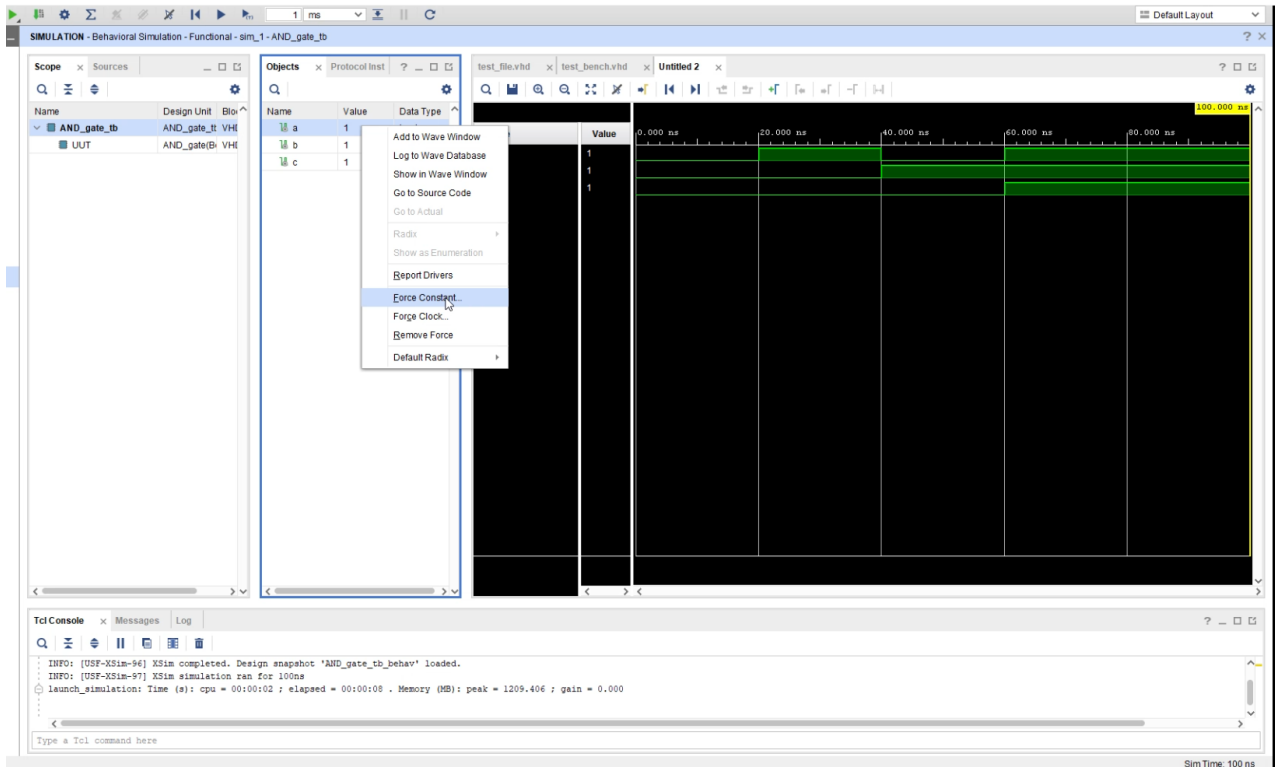 1 ms
Default Layout
SIMULATION - Behavioral Simulation - Functional - sim_1 - AND_gate_tb
? ×
Scope × Sources
Name Design Unit Bloc
AND_gate_tb AND_gate_tb VHD
UUT AND_gate(Be VHD
Objects × Protocol Inst ?
Name Value Data Type
a 1
b 1
c 1
Add to Wave Window
Log to Wave Database
Show in Wave Window
Go to Source Code
Go to Actual
Radix
Show as Enumeration
Report Drivers
Force Constant...
Force Clock...
Remove Force
Default Radix
test_file.vhd × test_bench.vhd × Untitled 2 × ?
100.000 ns
Value
0.000 ns 20.000 ns 40.000 ns 60.000 ns 80.000 ns
1
1
1
Tcl Console × Messages Log ?
INFO: [USF-XSim-96] XSim completed. Design snapshot 'AND_gate_tb_behav' loaded.
INFO: [USF-XSim-97] XSim simulation ran for 100ns
launch_simulation: Time (s): cpu = 00:00:02 ; elapsed = 00:00:08 . Memory (MB): peak = 1209.406 ; gain = 0.000
Type a Tcl command here
Sim Time: 100 ns